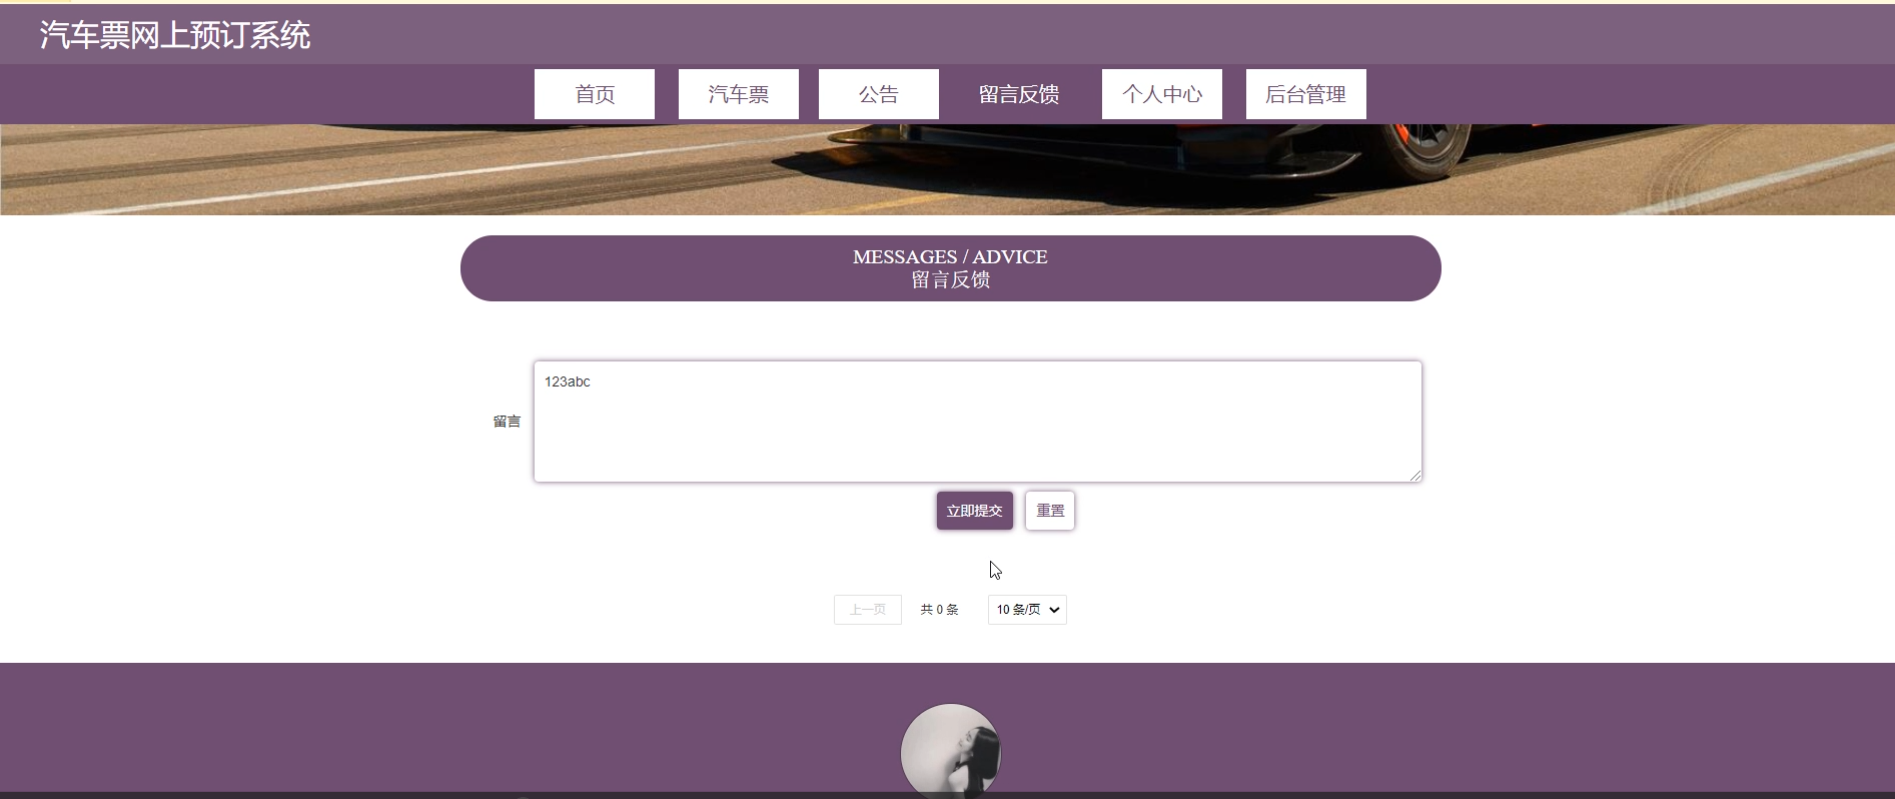 汽车票网上预订系统
首页 汽车票 公告 留言反馈 个人中心 后台管理
MESSAGES / ADVICE
留言反馈
123abc
留言
立即提交 重置
上一页 共 0 条 10 条/页